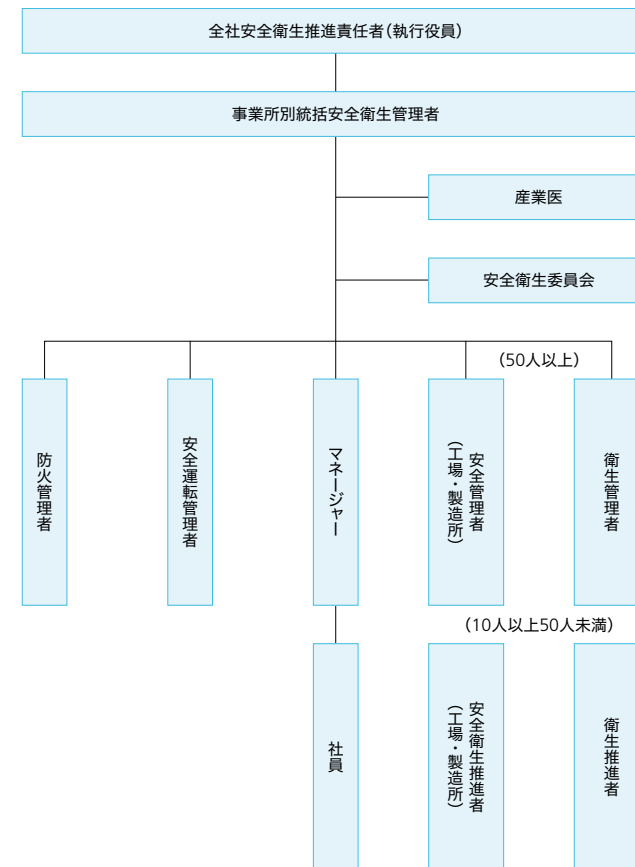 全社安全衛生推進責任者(執行役員)
事業所別統括安全衛生管理者
産業医
安全衛生委員会
(50人以上)
防火管理者
安全運転管理者
マネージャー
安全管理者
(工場・製造所)
衛生管理者
(10人以上50人未満)
社員
安全衛生推進者
(工場・製造所)
衛生推進者